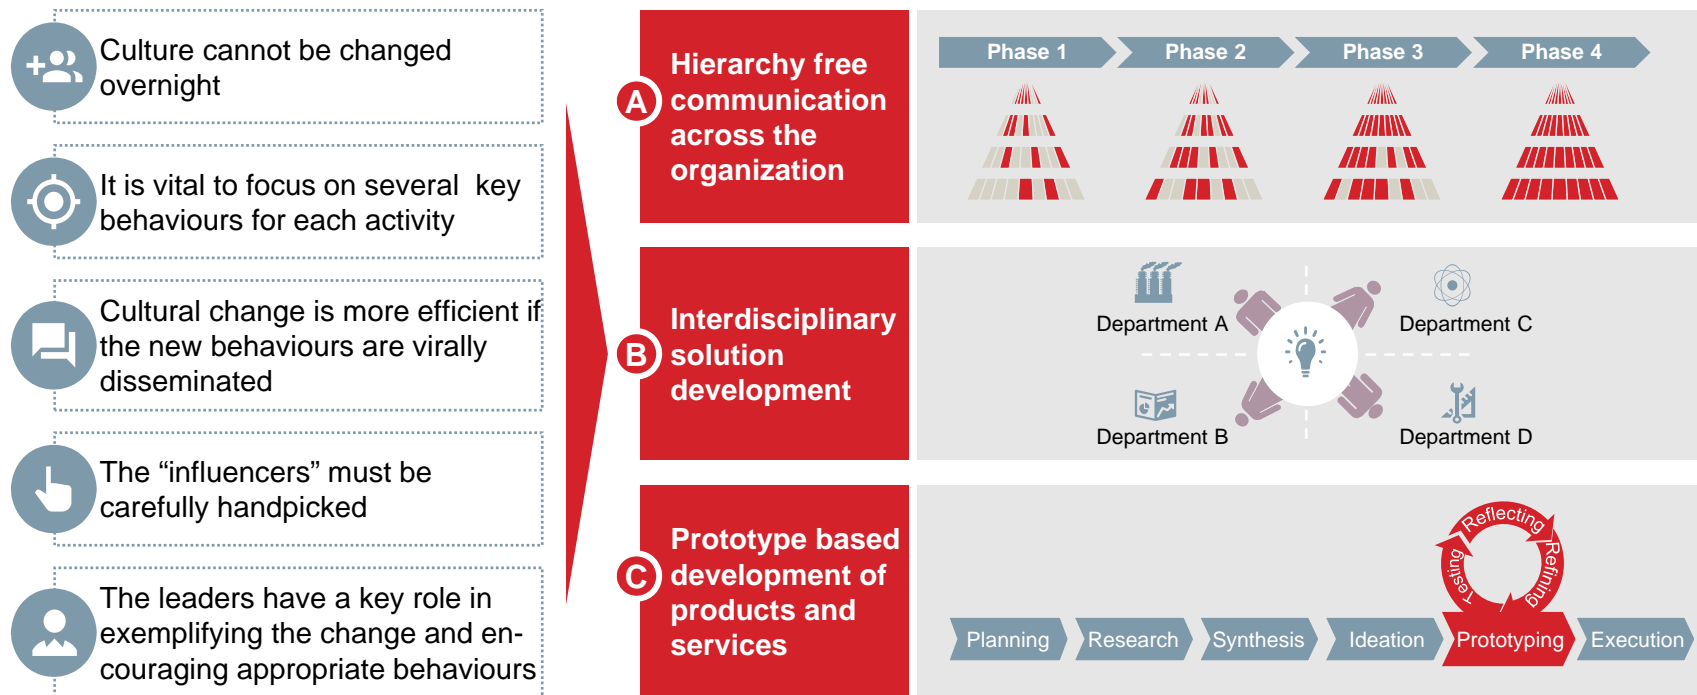 Culture cannot be changed
overnight
It is vital to focus on several  key
behaviours for each activity
Cultural change is more efficient if
the new behaviours are virally
disseminated
The “influencers” must be
carefully handpicked
The leaders have a key role in
exemplifying the change and en-
couraging appropriate behaviours
A
Hierarchy free
communication
across the
organization
Phase 1
Phase 2
Phase 3
Phase 4
B
Interdisciplinary
solution
development
Department A
Department C
Department B
Department D
C
Prototype based
development of
products and
services
Testing
Reflecting
Refining
Planning
Research
Synthesis
Ideation
Prototyping
Execution